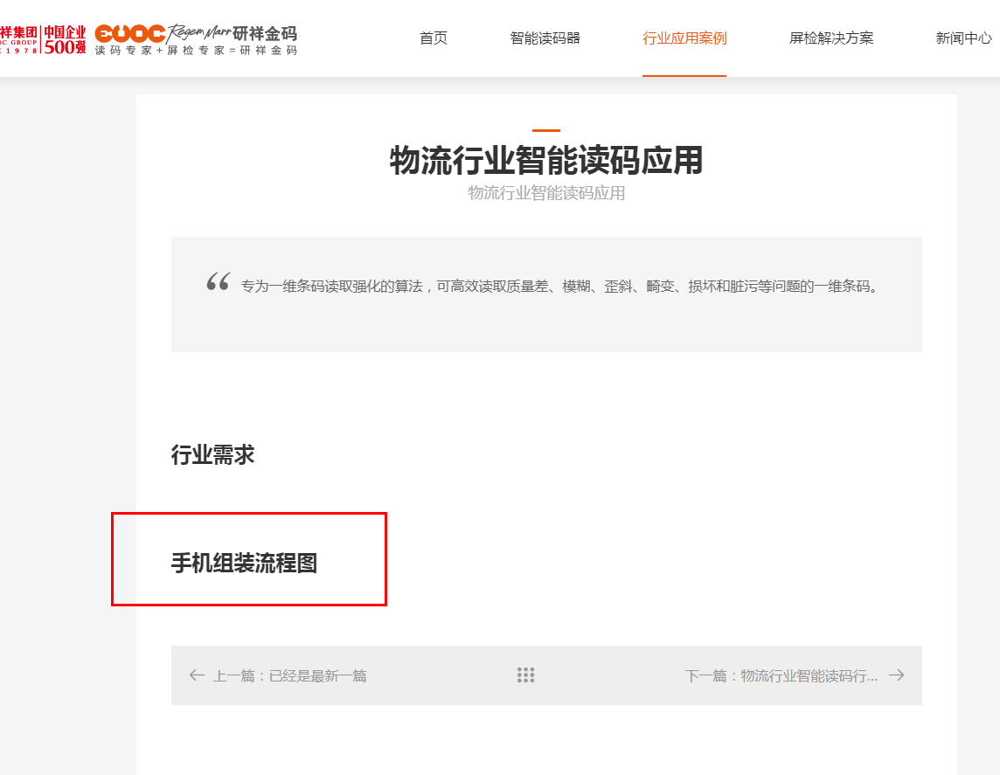 祥集团 中国企业
OC GROUP 500强
E 1 9 7 8
EUOC Regem Marr 研祥金码
读码专家+屏检专家=研祥金码
首页 智能读码器 行业应用案例 屏检解决方案 新闻中心
物流行业智能读码应用
物流行业智能读码应用
“ 专为一维条码读取强化的算法，可高效读取质量差、模糊、歪斜、畸变、损坏和脏污等问题的一维条码。
行业需求
手机组装流程图
← 上一篇：已经是最新一篇 下一篇：物流行业智能读码行... →